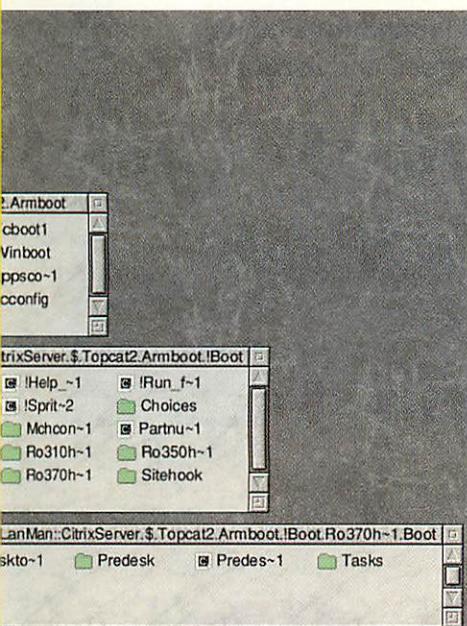 2.Armboot
cboot1
Vinboot
ppsco~1
cconfig
trixServer.$.Topcat2.Armboot.!Boot
!Help_~1 !Run_f~1
!Sprit~2 Choices
Mchcon~1 Partnu~1
Ro310h~1 Ro350h~1
Ro370h~1 Sitehook
LanMan::CitrixServer.$.Topcat2.Armboot.!Boot.Ro370h~1.Boot
skto~1 Predesk Predes~1 Tasks